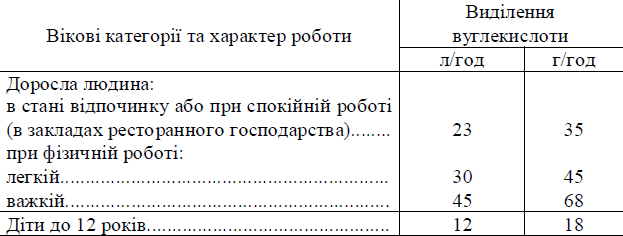 Вікові категорії та характер роботи
Виділення
вуглекислоти
л/год г/год
Доросла людина:
в стані відпочинку або при спокійній роботі
(в закладах ресторанного господарства)........ 23 35
при фізичній роботі:
легкій............................................................... 30 45
важкій.............................................................. 45 68
Діти до 12 років................................................ 12 18